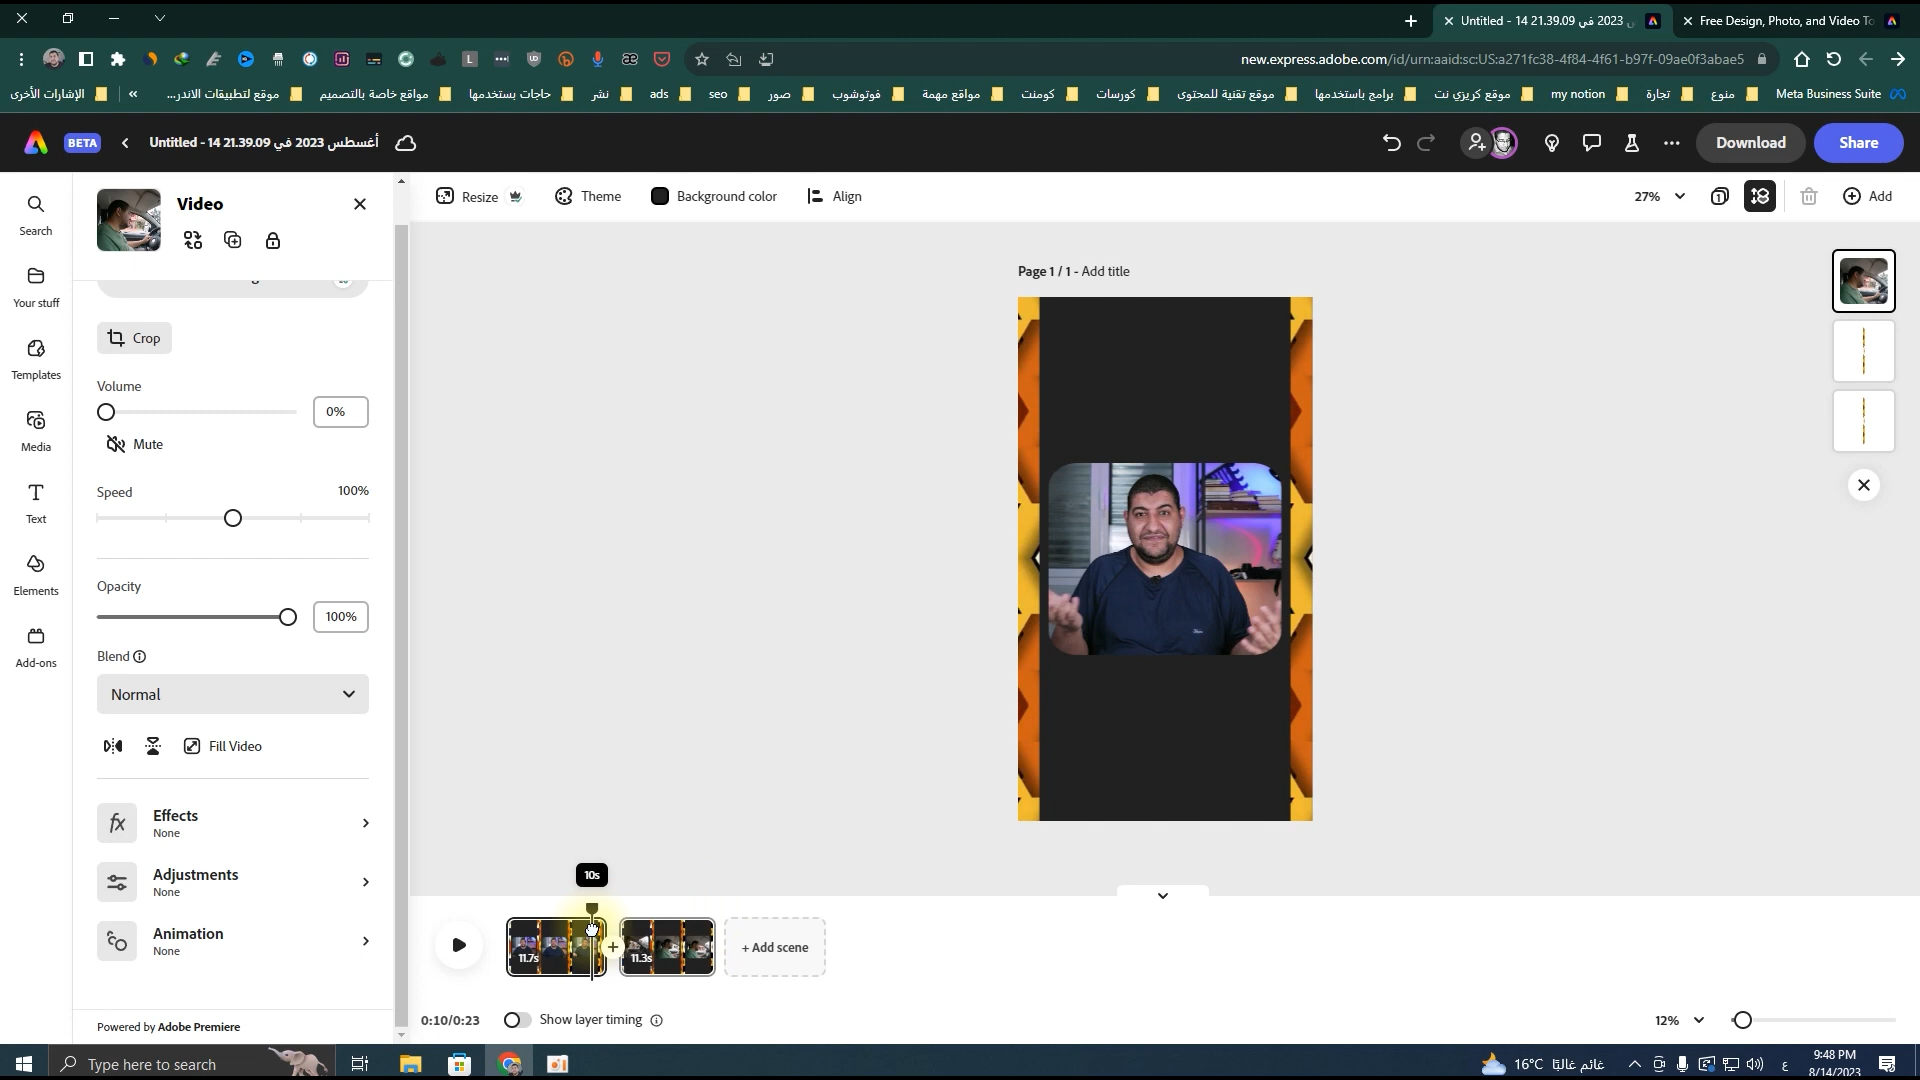 Untitled - 14 21.39.09 في 2023
Free Design, Photo, and Video To
new.express.adobe.com/id/urn:aaid:sc:US:a271fc38-4f84-4f61-b97f-09ae0f3abae5
الإشارات الأخرى
«
موقع لتطبيقات الاندر...
مواقع خاصة بالتصميم
حاجات بستخدمها
نشر
ads
seo
صور
فوتوشوب
مواقع مهمة
كومنت
كورسات
موقع تقنية للمحتوى
برامج باستخدمها
موقع كريزي نت
my notion
تجارة
منوع
Meta Business Suite
BETA
Untitled - 14 21.39.09 أغسطس 2023 في
Download
Share
Search
Your stuff
Templates
Media
Text
Elements
Add-ons
Video
Crop
Volume
0%
Mute
Speed
100%
Opacity
100%
Blend
Normal
Fill Video
Effects
None
Adjustments
None
Animation
None
Powered by Adobe Premiere
Resize
Theme
Background color
Align
27%
Add
Page 1 / 1 - Add title
10s
11.7s
11.3s
+ Add scene
0:10/0:23
Show layer timing
12%
Type here to search
16°C غائم غالبًا
ع
9:48 PM
8/14/2023